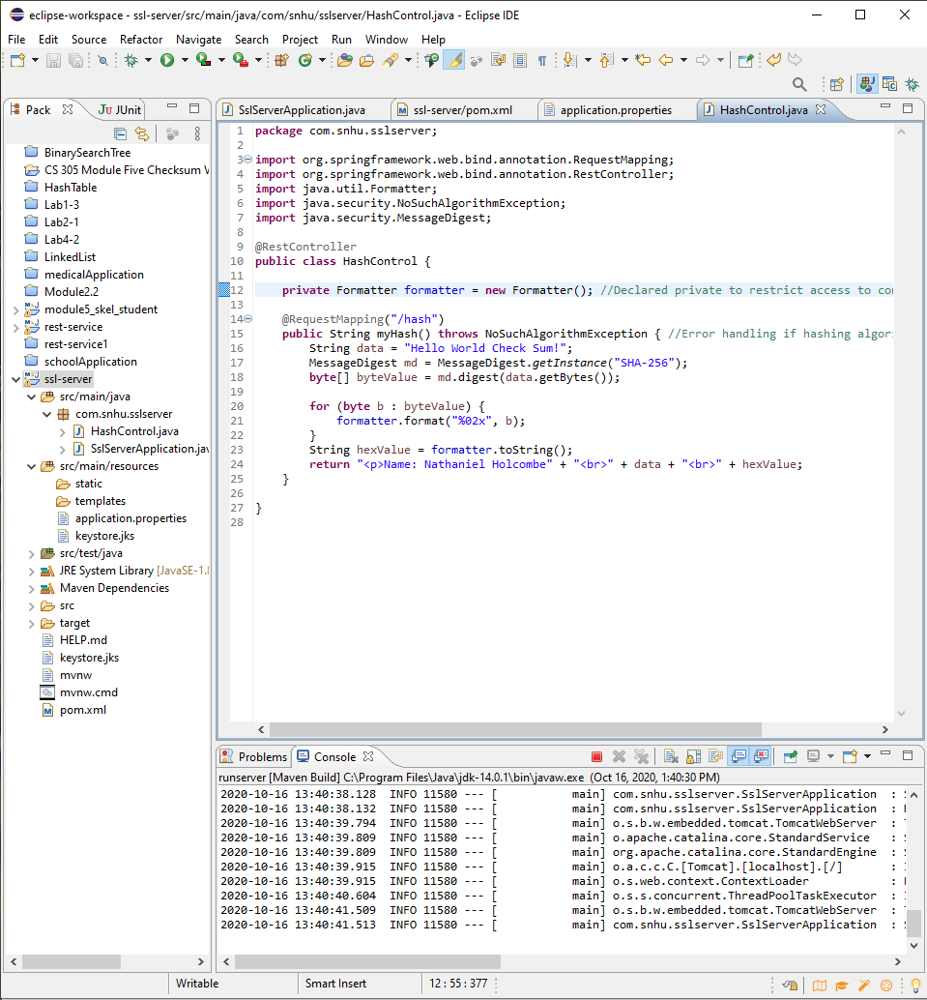 eclipse-workspace - ssl-server/src/main/java/com/snhu/sslserver/HashControl.java - Eclipse IDE
File Edit Source Refactor Navigate Search Project Run Window Help
Pack JUnit
BinarySearchTree
CS 305 Module Five Checksum V
HashTable
Lab1-3
Lab2-1
Lab4-2
LinkedList
medicalApplication
Module2.2
module5_skel_student
rest-service
rest-service1
schoolApplication
ssl-server
src/main/java
com.snhu.sslserver
HashControl.java
SslServerApplication.jav
src/main/resources
static
templates
application.properties
keystore.jks
src/test/java
JRE System Library [JavaSE-1.8
Maven Dependencies
src
target
HELP.md
keystore.jks
mvnw
mvnw.cmd
pom.xml
SslServerApplication.java ssl-server/pom.xml application.properties HashControl.java
1 package com.snhu.sslserver;
2
3 import org.springframework.web.bind.annotation.RequestMapping;
4 import org.springframework.web.bind.annotation.RestController;
5 import java.util.Formatter;
6 import java.security.NoSuchAlgorithmException;
7 import java.security.MessageDigest;
8
9 @RestController
10 public class HashControl {
11
12 private Formatter formatter = new Formatter(); //Declared private to restrict access to co
13
14 @RequestMapping("/hash")
15 public String myHash() throws NoSuchAlgorithmException { //Error handling if hashing algor
16 String data = "Hello World Check Sum!";
17 MessageDigest md = MessageDigest.getInstance("SHA-256");
18 byte[] byteValue = md.digest(data.getBytes());
19
20 for (byte b : byteValue) {
21 formatter.format("%02x", b);
22 }
23 String hexValue = formatter.toString();
24 return "<p>Name: Nathaniel Holcombe" + "<br>" + data + "<br>" + hexValue;
25 }
26
27 }
28
Problems Console
runserver [Maven Build] C:\Program Files\Java\jdk-14.0.1\bin\javaw.exe (Oct 16, 2020, 1:40:30 PM)
2020-10-16 13:40:38.128 INFO 11580 --- [ main] com.snhu.sslserver.SslServerApplication : S
2020-10-16 13:40:38.132 INFO 11580 --- [ main] com.snhu.sslserver.SslServerApplication :
2020-10-16 13:40:39.794 INFO 11580 --- [ main] o.s.b.w.embedded.tomcat.TomcatWebServer :
2020-10-16 13:40:39.809 INFO 11580 --- [ main] o.apache.catalina.core.StandardService : S
2020-10-16 13:40:39.809 INFO 11580 --- [ main] org.apache.catalina.core.StandardEngine : S
2020-10-16 13:40:39.915 INFO 11580 --- [ main] o.a.c.c.C.[Tomcat].[localhost].[/] :
2020-10-16 13:40:39.915 INFO 11580 --- [ main] o.s.web.context.ContextLoader :
2020-10-16 13:40:40.604 INFO 11580 --- [ main] o.s.s.concurrent.ThreadPoolTaskExecutor :
2020-10-16 13:40:41.509 INFO 11580 --- [ main] o.s.b.w.embedded.tomcat.TomcatWebServer :
2020-10-16 13:40:41.513 INFO 11580 --- [ main] com.snhu.sslserver.SslServerApplication : S
Writable Smart Insert 12 : 55 : 377